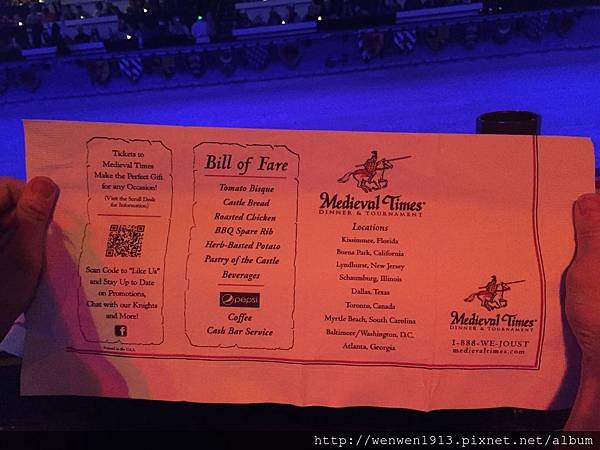 Tickets to
Medieval Times
Make the Perfect Gift
for any Occasion!
(Visit the Scroll Desk
for Information)
Scan Code to "Like Us"
and Stay Up to Date
on Promotions,
Chat with our Knights
and More!
f
Printed in the U.S.A.
Bill of Fare
Tomato Bisque
Castle Bread
Roasted Chicken
BBQ Spare Rib
Herb-Basted Potato
Pastry of the Castle
Beverages
pepsi
Coffee
Cash Bar Service
Medieval Times®
DINNER & TOURNAMENT
Locations
Kissimmee, Florida
Buena Park, California
Lyndhurst, New Jersey
Schaumburg, Illinois
Dallas, Texas
Toronto, Canada
Myrtle Beach, South Carolina
Baltimore/Washington, D.C.
Atlanta, Georgia
Medieval Times®
DINNER & TOURNAMENT
1-888-WE-JOUST
medievaltimes.com
http://wenwen1913.pixnet.net/album